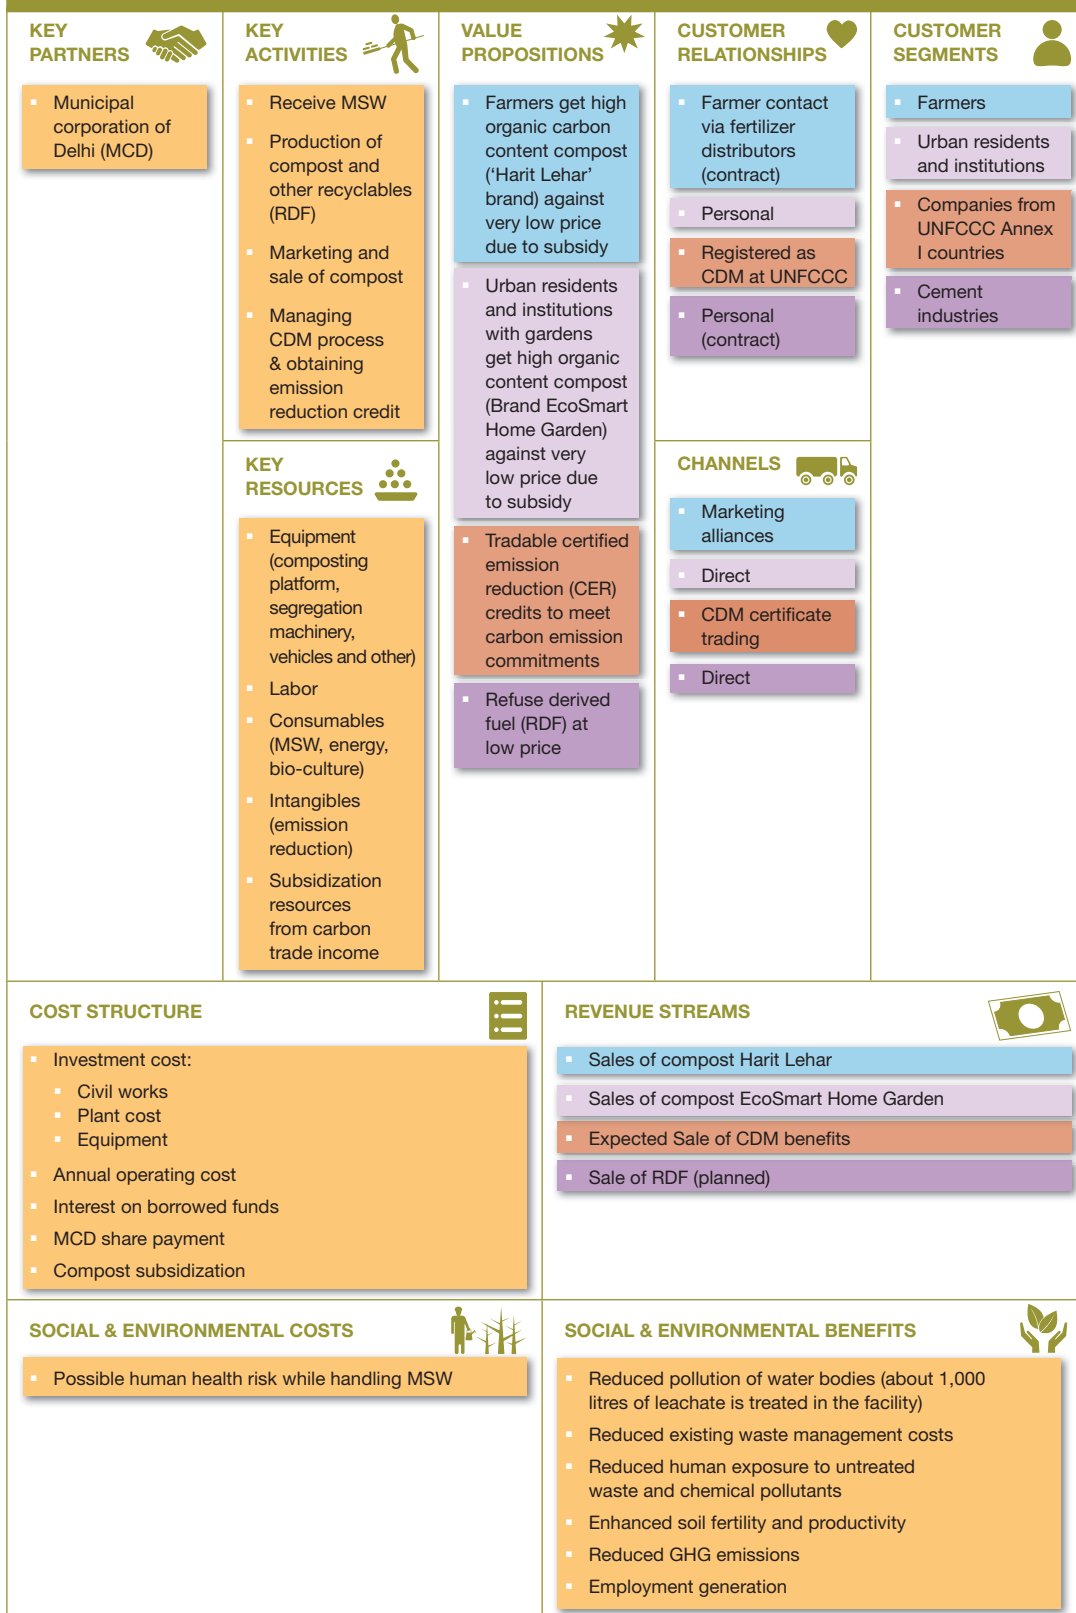 KEY
PARTNERS
Municipal
corporation of
Delhi (MCD)
KEY
ACTIVITIES
Receive MSW
Production of
compost and
other recyclables
(RDF)
Marketing and
sale of compost
Managing
CDM process
& obtaining
emission
reduction credit
KEY
RESOURCES
Equipment
(composting
platform,
segregation
machinery,
vehicles and other)
Labor
Consumables
(MSW, energy,
bio-culture)
Intangibles
(emission
reduction)
Subsidization
resources
from carbon
trade income
VALUE
PROPOSITIONS
Farmers get high
organic carbon
content compost
(‘Harit Lehar’
brand) against
very low price
due to subsidy
Urban residents
and institutions
with gardens
get high organic
content compost
(Brand EcoSmart
Home Garden)
against very
low price due
to subsidy
Tradable certified
emission
reduction (CER)
credits to meet
carbon emission
commitments
Refuse derived
fuel (RDF) at
low price
CUSTOMER
RELATIONSHIPS
Farmer contact
via fertilizer
distributors
(contract)
Personal
Registered as
CDM at UNFCCC
Personal
(contract)
CHANNELS
Marketing
alliances
Direct
CDM certificate
trading
Direct
CUSTOMER
SEGMENTS
Farmers
Urban residents
and institutions
Companies from
UNFCCC Annex
I countries
Cement
industries
COST STRUCTURE
Investment cost:
Civil works
Plant cost
Equipment
Annual operating cost
Interest on borrowed funds
MCD share payment
Compost subsidization
REVENUE STREAMS
Sales of compost Harit Lehar
Sales of compost EcoSmart Home Garden
Expected Sale of CDM benefits
Sale of RDF (planned)
SOCIAL & ENVIRONMENTAL COSTS
Possible human health risk while handling MSW
SOCIAL & ENVIRONMENTAL BENEFITS
Reduced pollution of water bodies (about 1,000
litres of leachate is treated in the facility)
Reduced existing waste management costs
Reduced human exposure to untreated
waste and chemical pollutants
Enhanced soil fertility and productivity
Reduced GHG emissions
Employment generation